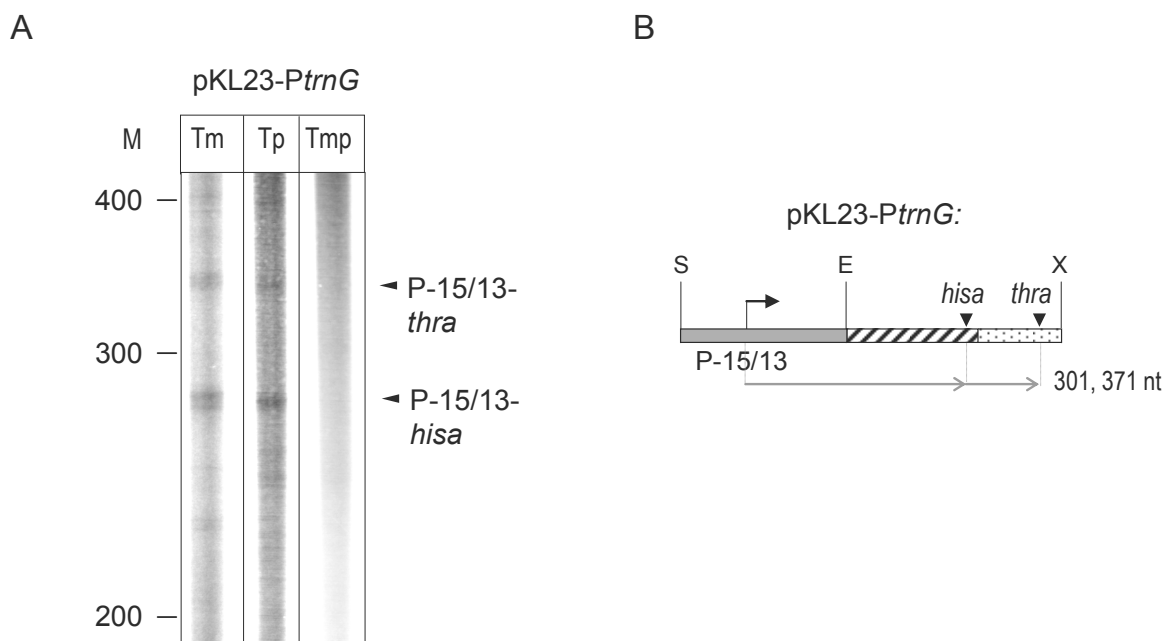 A
pKL23-PtrnG
M Tm Tp Tmp
400
P-15/13-
thra
300
P-15/13-
hisa
200
B
pKL23-PtrnG:
S E X
hisa thra
P-15/13
301, 371 nt